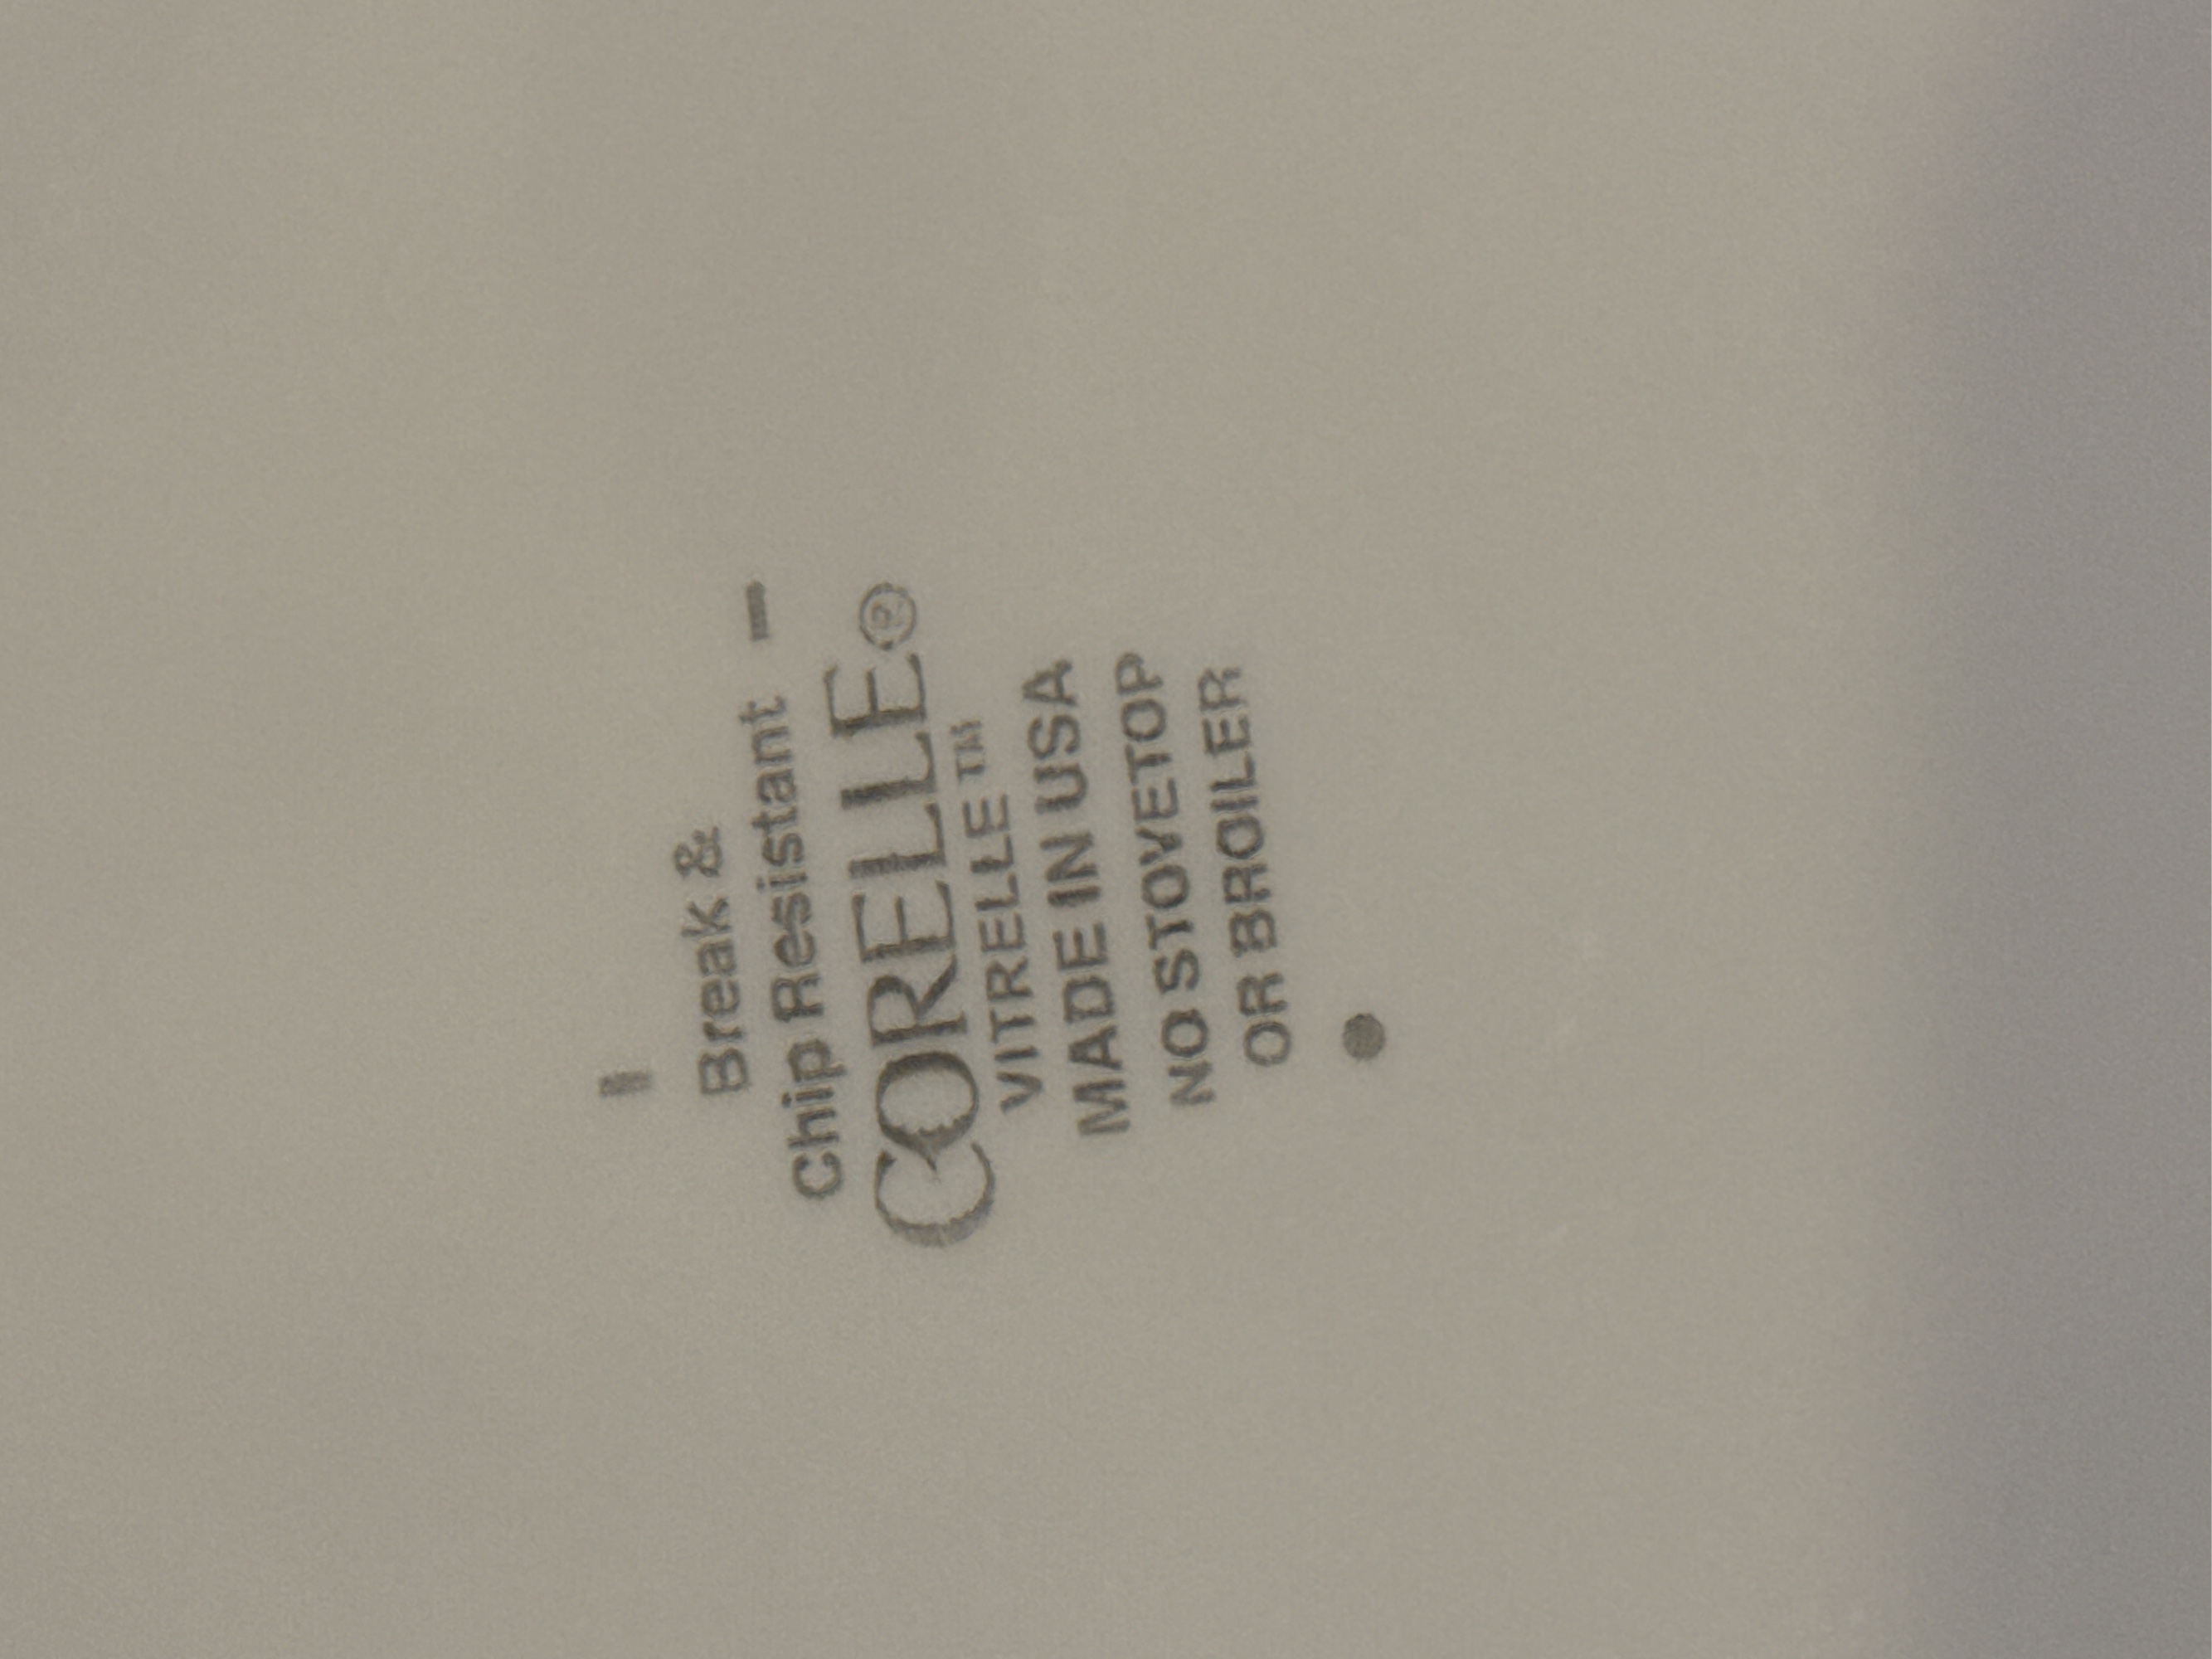 Break &
Chip Resistant
CORELLE®
VITRELLE™
MADE IN USA
NO STOVETOP
OR BROILER